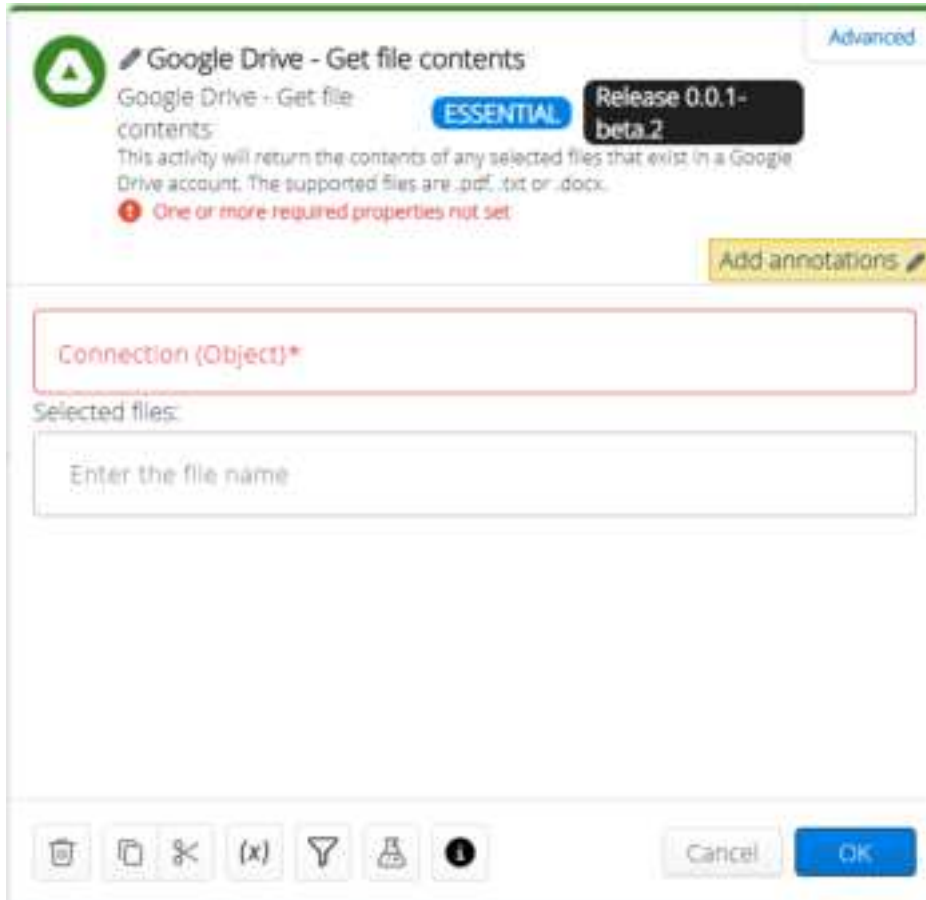 Advanced
Google Drive - Get file contents
Google Drive - Get file
contents
ESSENTIAL
Release 0.0.1-
beta.2
This activity will return the contents of any selected files that exist in a Google
Drive account. The supported files are .pdf, .txt or .docx.
One or more required properties not set
Add annotations
Connection (Object)*
Selected files:
Enter the file name
(x)
Cancel
OK